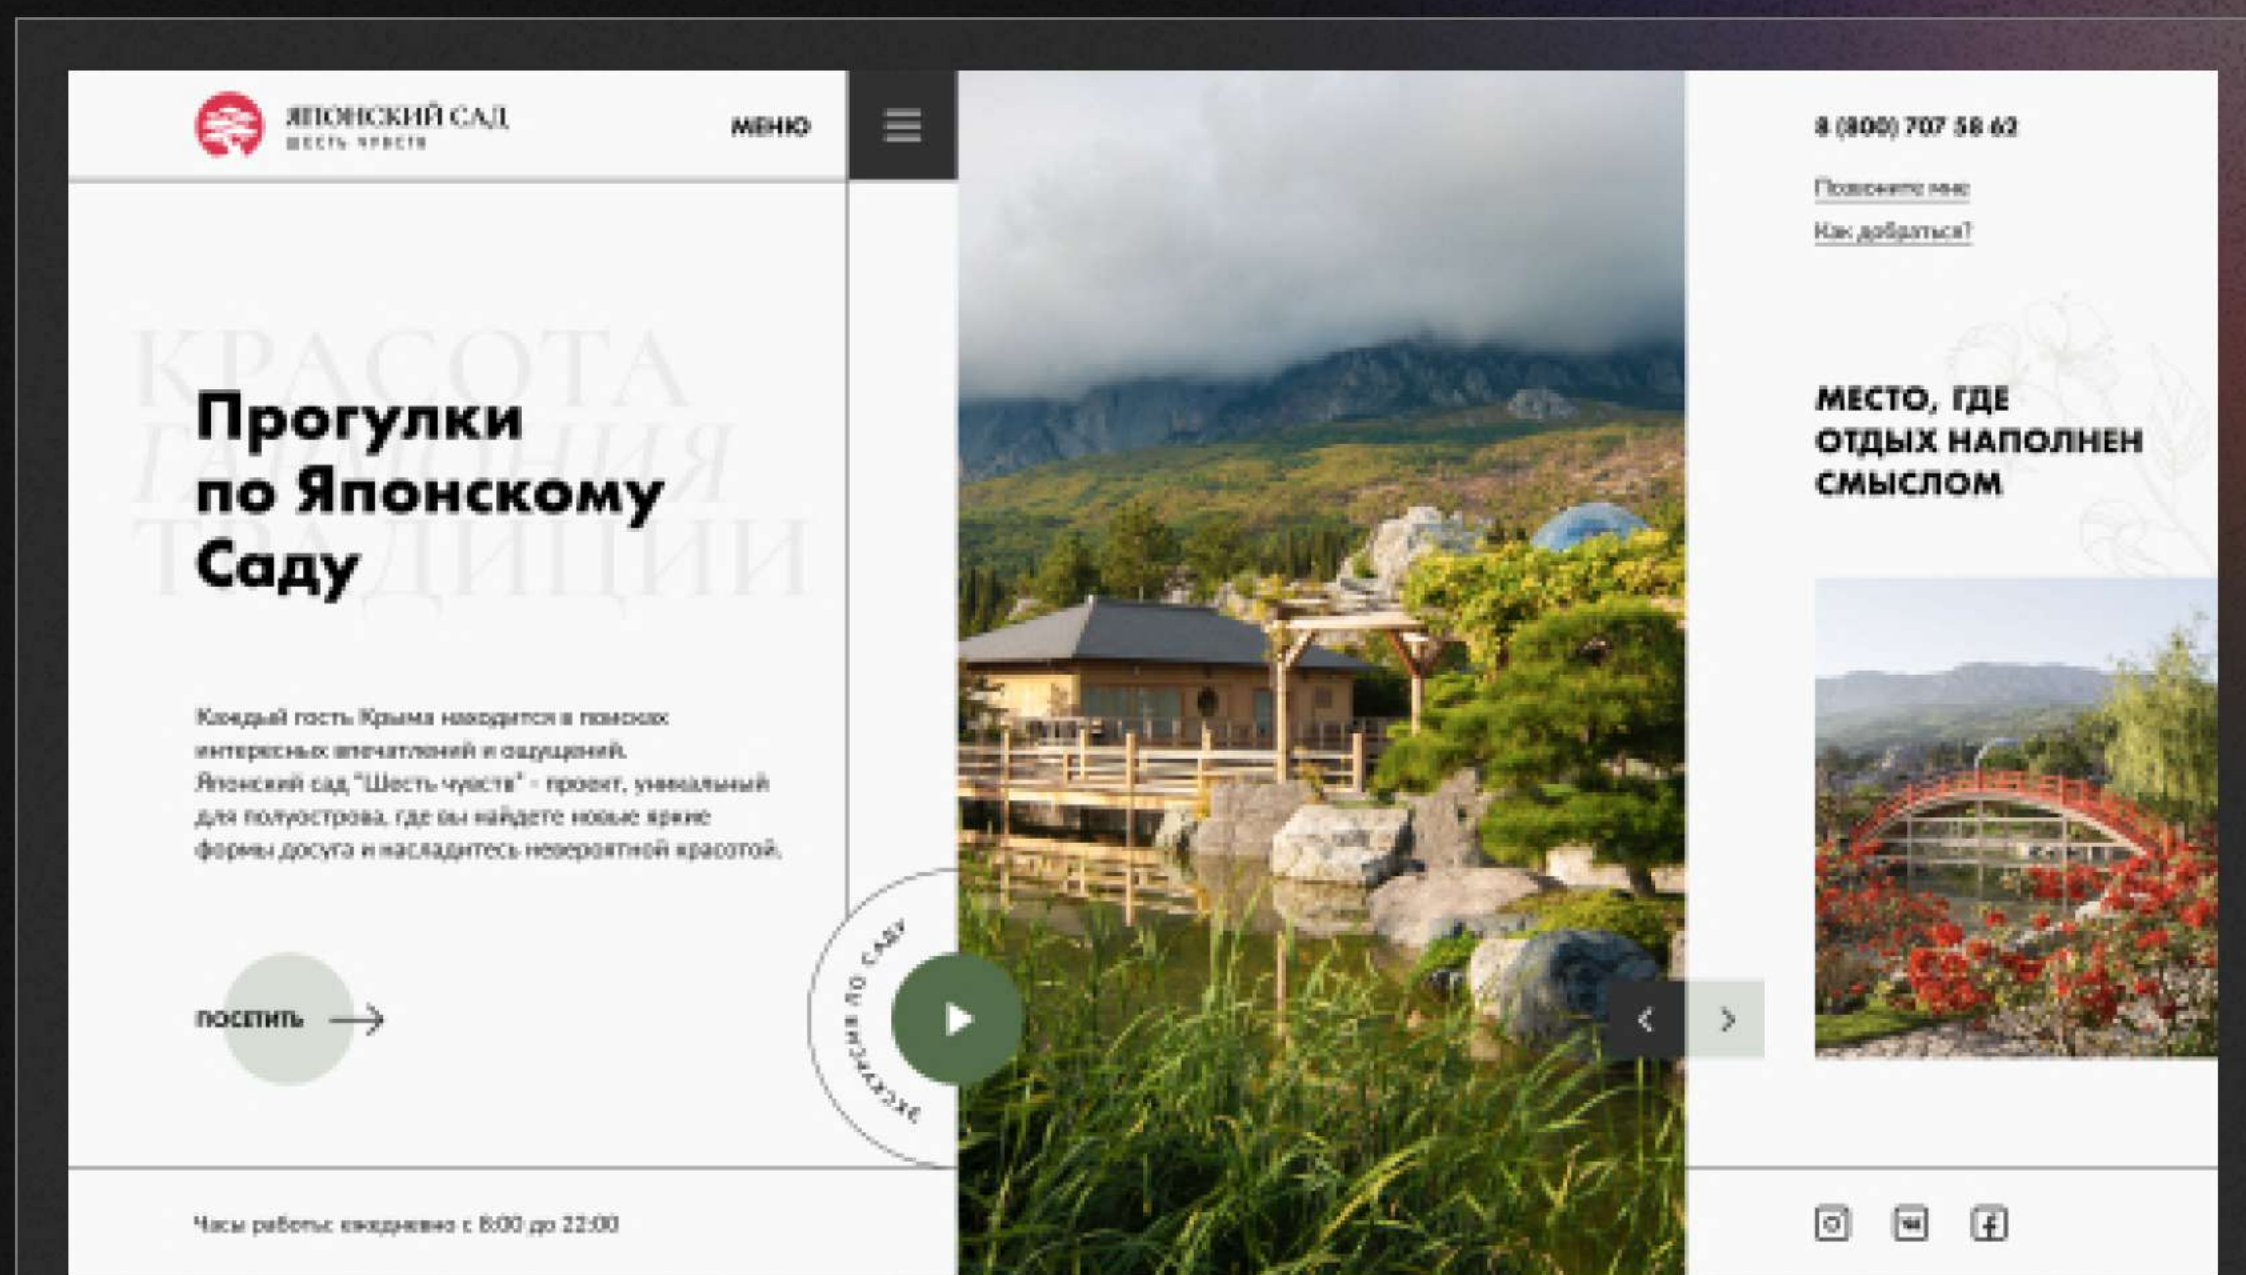 ЯПОНСКИЙ САД
ШЕСТЬ ЧУВСТВ
МЕНЮ
КРАСОТА
ГАРМОНИЯ
ТРАДИЦИИ
Прогулки
по Японскому
Саду
Каждый гость Крыма находится в поисках
интересных впечатлений и ощущений.
Японский сад "Шесть чувств" - проект, уникальный
для полуострова, где вы найдете новые яркие
формы досуга и насладитесь невероятной красотой.
ПОСЕТИТЬ
ЭКСКУРСИЯ ПО САДУ
Часы работы: ежедневно с 8:00 до 22:00
8 (800) 707 58 62
Позвоните мне
Как добраться?
МЕСТО, ГДЕ
ОТДЫХ НАПОЛНЕН
СМЫСЛОМ